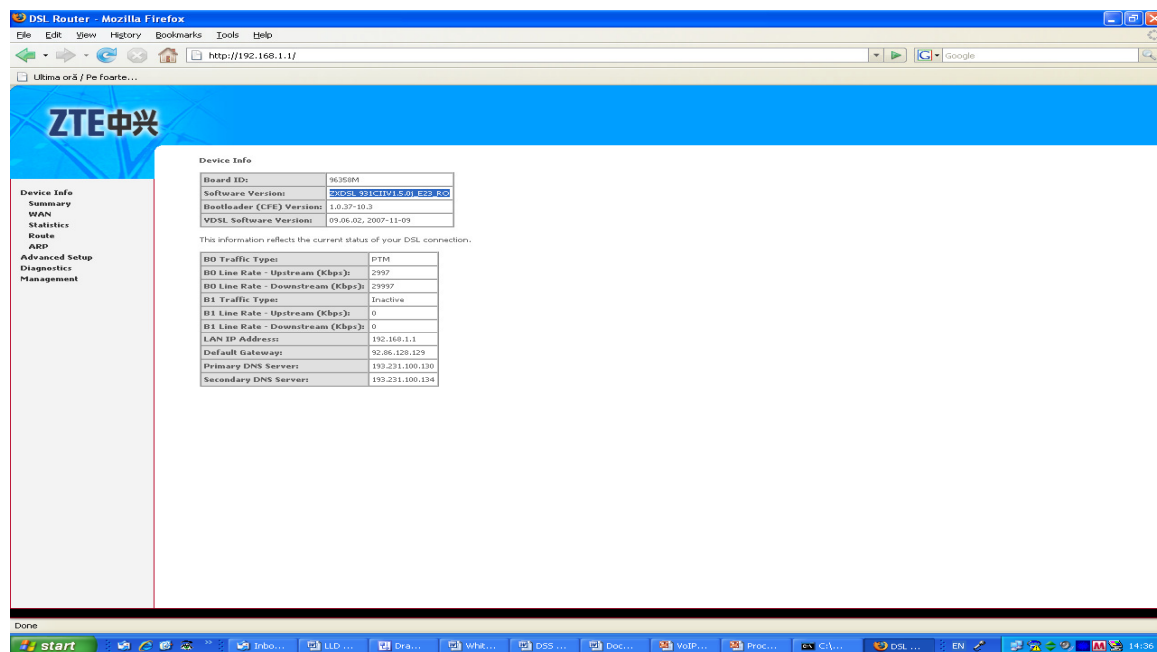 DSL Router - Mozilla Firefox
File Edit View History Bookmarks Tools Help
http://192.168.1.1/
Google
Ultima oră / Pe foarte...
ZTE中兴
Device Info
Summary
WAN
Statistics
Route
ARP
Advanced Setup
Diagnostics
Management
Device Info
Board ID: 96358M
Software Version: ZXDSL 931CIIV1.5.0j_E23_RO
Bootloader (CFE) Version: 1.0.37-10.3
VDSL Software Version: 09.06.02, 2007-11-09
This information reflects the current status of your DSL connection.
B0 Traffic Type: PTM
B0 Line Rate - Upstream (Kbps): 2997
B0 Line Rate - Downstream (Kbps): 29997
B1 Traffic Type: Inactive
B1 Line Rate - Upstream (Kbps): 0
B1 Line Rate - Downstream (Kbps): 0
LAN IP Address: 192.168.1.1
Default Gateway: 92.86.128.129
Primary DNS Server: 193.231.100.130
Secondary DNS Server: 193.231.100.134
Done
start Inbo... LLD ... Dra... Whit... DSS ... Doc... VoIP... Proc... C:\... DSL ... EN 14:36